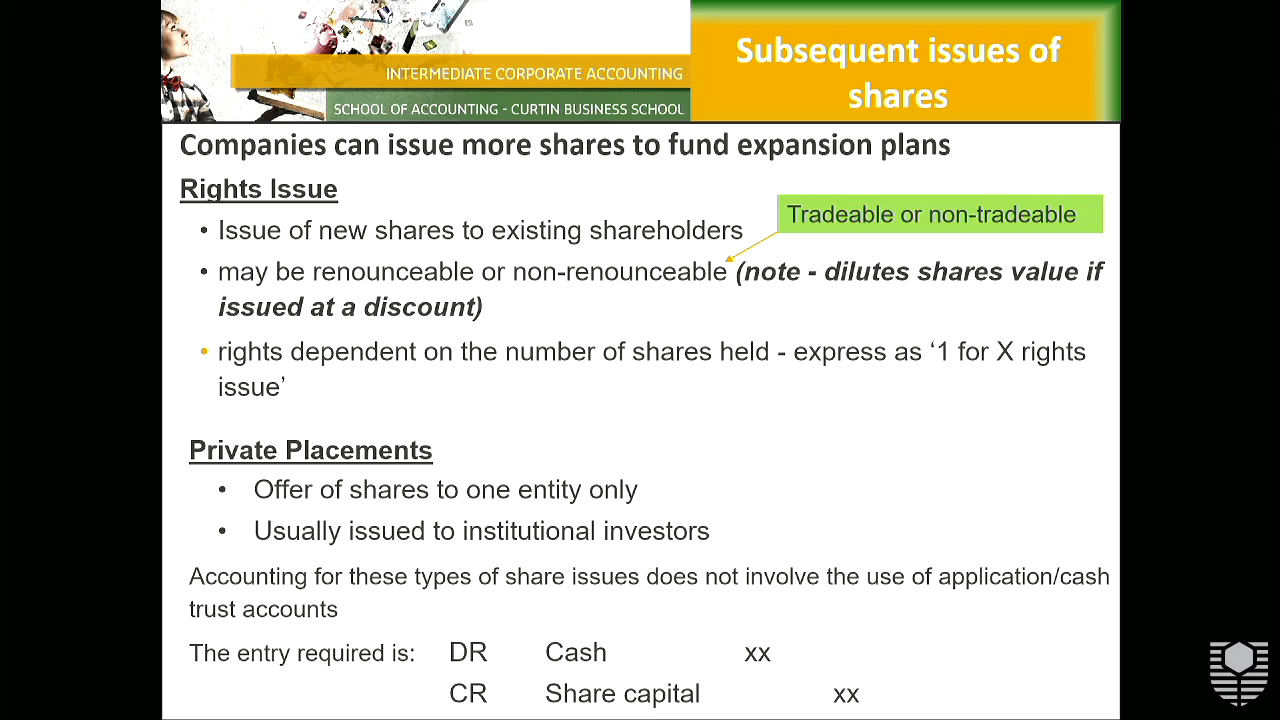 Subsequent issues of
shares
INTERMEDIATE CORPORATE ACCOUNTING
SCHOOL OF ACCOUNTING - CURTIN BUSINESS SCHOOL
Companies can issue more shares to fund expansion plans
Rights Issue
Tradeable or non-tradeable
• Issue of new shares to existing shareholders
• may be renounceable or non-renounceable (note - dilutes shares value if
issued at a discount)
• rights dependent on the number of shares held - express as ‘1 for X rights
issue’
Private Placements
• Offer of shares to one entity only
• Usually issued to institutional investors
Accounting for these types of share issues does not involve the use of application/cash
trust accounts
The entry required is: DR Cash xx
CR Share capital xx